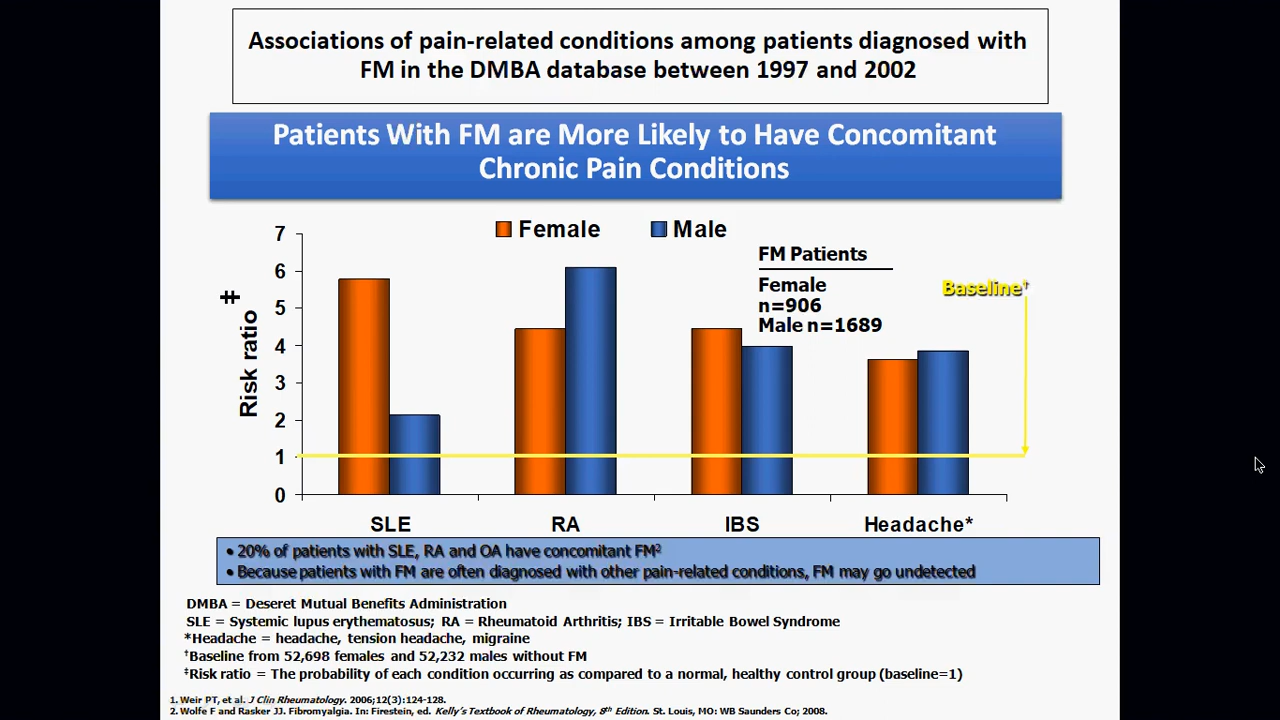 Associations of pain-related conditions among patients diagnosed with
FM in the DMBA database between 1997 and 2002
Patients With FM are More Likely to Have Concomitant
Chronic Pain Conditions
Female Male
FM Patients
Female
n=906
Male n=1689
Baseline†
Risk ratio ‡
7
6
5
4
3
2
1
0
SLE RA IBS Headache*
• 20% of patients with SLE, RA and OA have concomitant FM²
• Because patients with FM are often diagnosed with other pain-related conditions, FM may go undetected
DMBA = Deseret Mutual Benefits Administration
SLE = Systemic lupus erythematosus; RA = Rheumatoid Arthritis; IBS = Irritable Bowel Syndrome
*Headache = headache, tension headache, migraine
†Baseline from 52,698 females and 52,232 males without FM
‡Risk ratio = The probability of each condition occurring as compared to a normal, healthy control group (baseline=1)
1. Weir PT, et al. J Clin Rheumatology. 2006;12(3):124-128.
2. Wolfe F and Rasker JJ. Fibromyalgia. In: Firestein, ed. Kelly's Textbook of Rheumatology, 8th Edition. St. Louis, MO: WB Saunders Co; 2008.